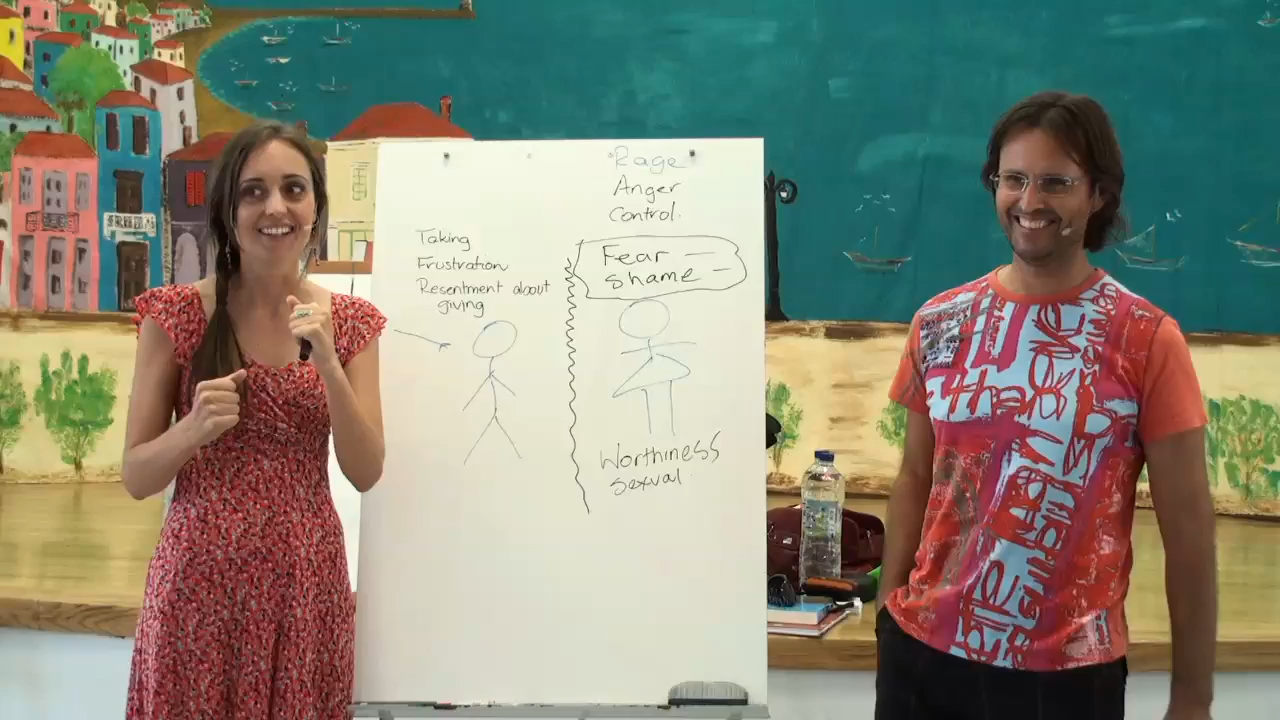 Rage
Anger
Control.
Taking
Frustration
Resentment about
giving
Fear —
Shame —
Worthiness
Sexual.